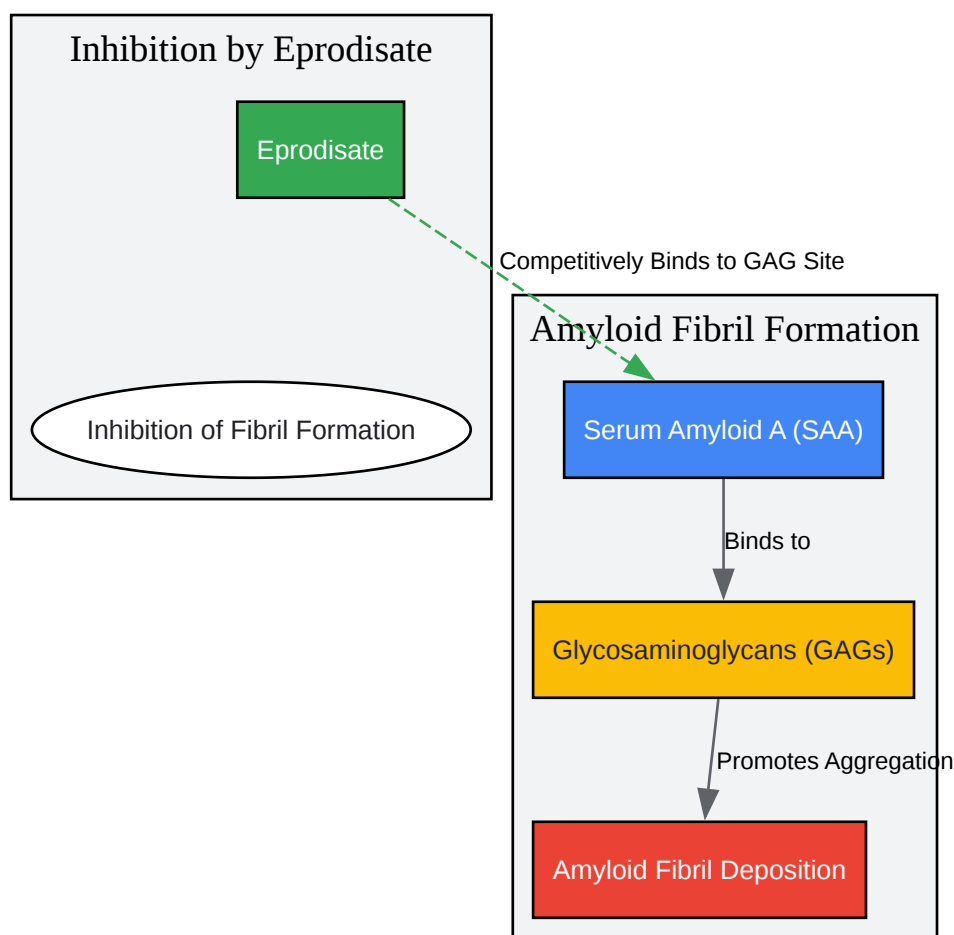 Inhibition by Eprodisate
Eprodisate
Competitively Binds to GAG Site
Amyloid Fibril Formation
Serum Amyloid A (SAA)
Inhibition of Fibril Formation
Binds to
Glycosaminoglycans (GAGs)
Promotes Aggregation
Amyloid Fibril Deposition